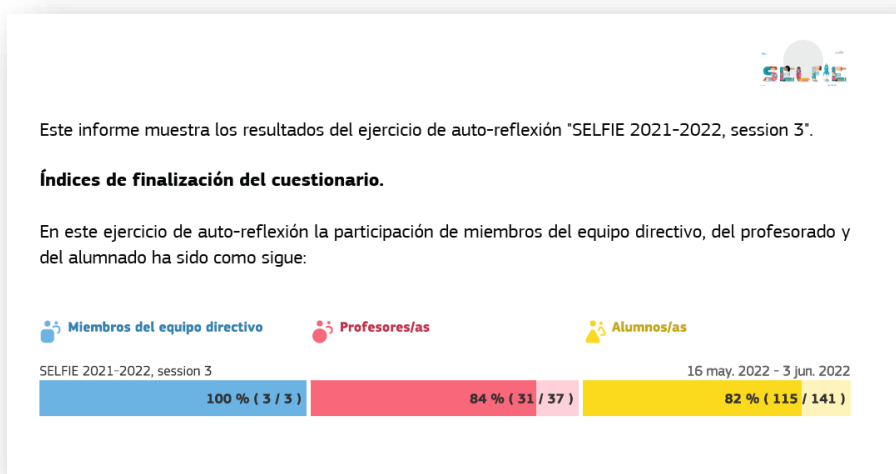 SELFIE
Este informe muestra los resultados del ejercicio de auto-reflexión "SELFIE 2021-2022, session 3".
Índices de finalización del cuestionario.
En este ejercicio de auto-reflexión la participación de miembros del equipo directivo, del profesorado y
del alumnado ha sido como sigue:
Miembros del equipo directivo Profesores/as Alumnos/as
SELFIE 2021-2022, session 3 16 may. 2022 - 3 jun. 2022
100 % ( 3 / 3 ) 84 % ( 31 / 37 ) 82 % ( 115 / 141 )